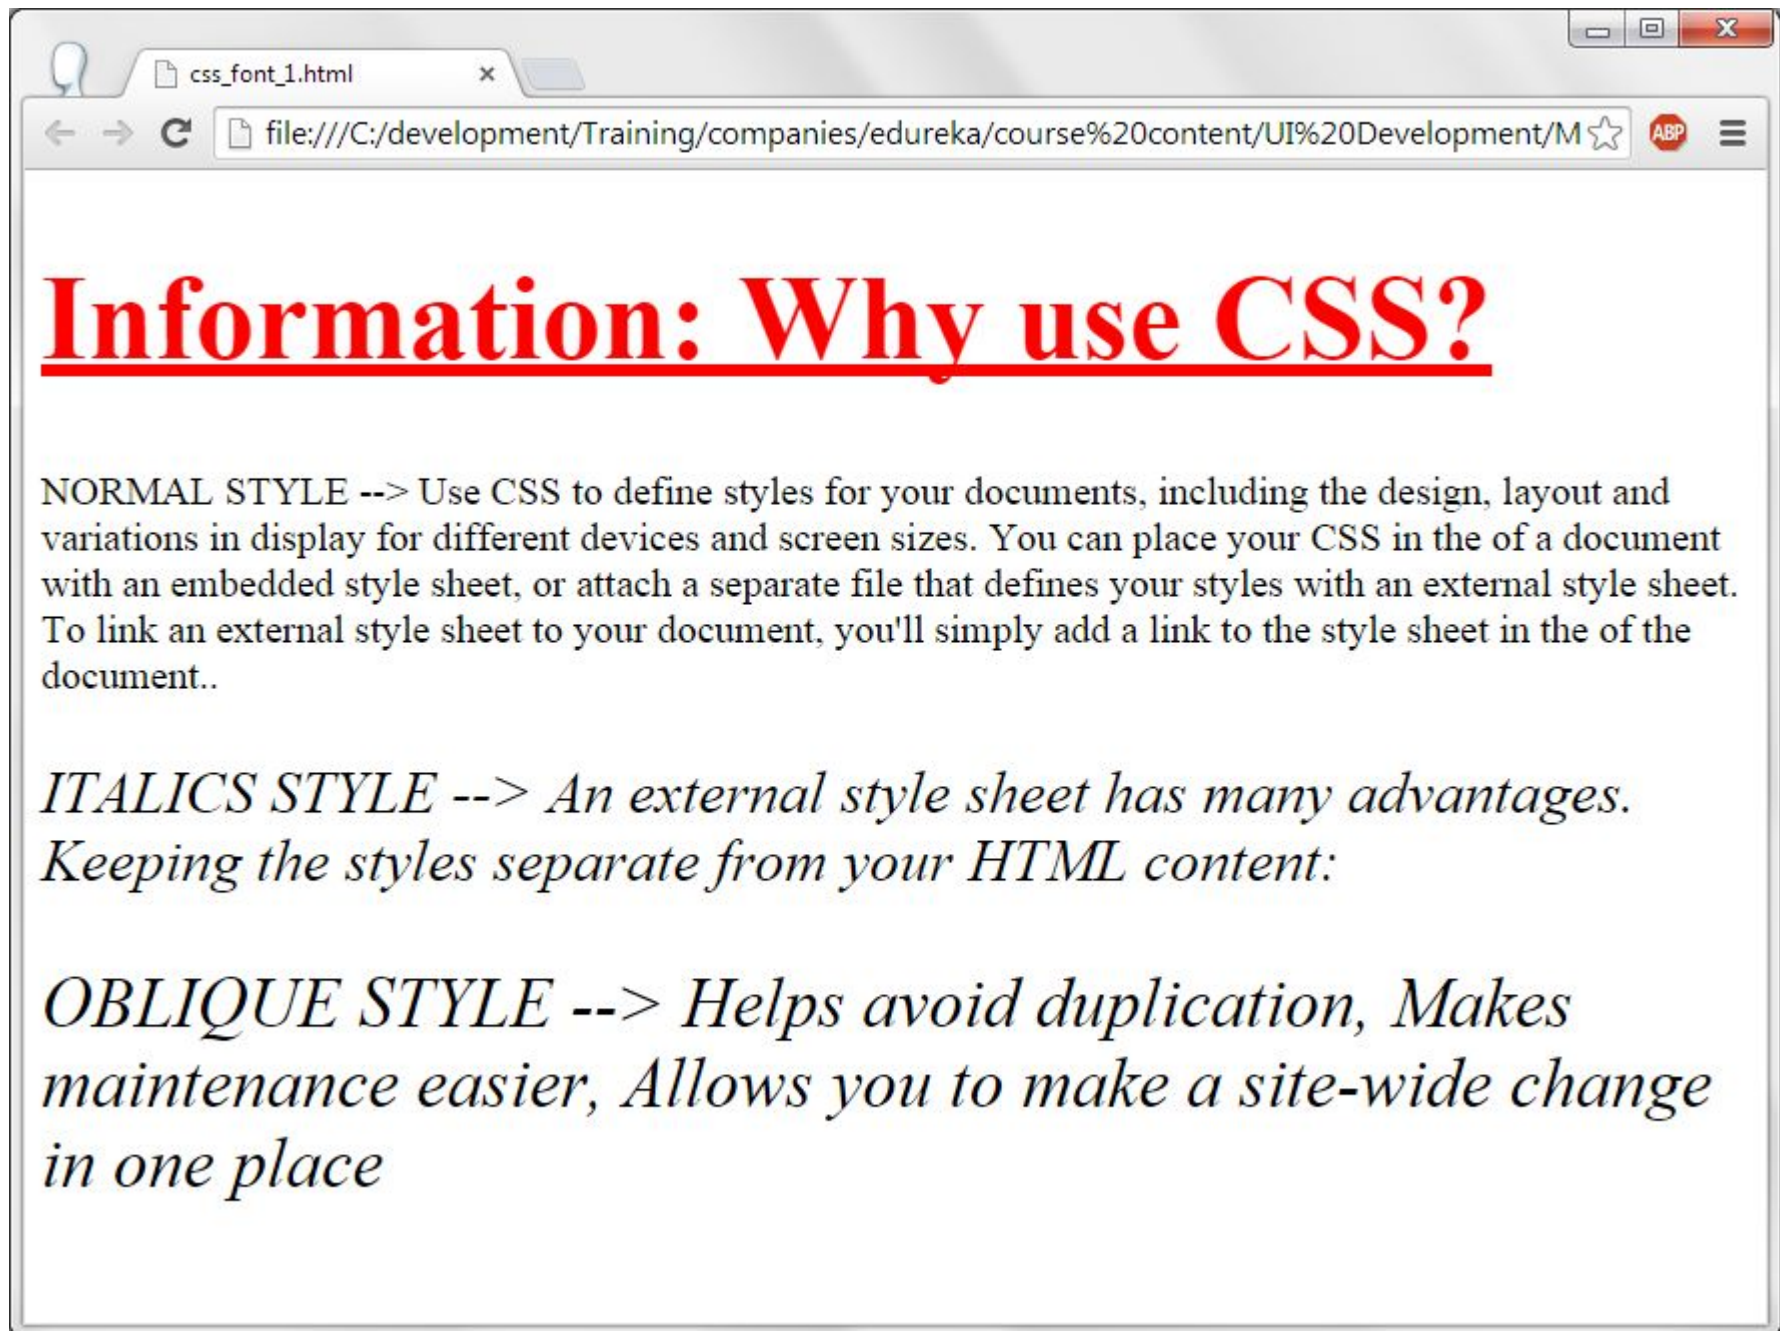 css_font_1.html
file:///C:/development/Training/companies/edureka/course%20content/UI%20Development/M
ABP
Information: Why use CSS?
NORMAL STYLE --> Use CSS to define styles for your documents, including the design, layout and
variations in display for different devices and screen sizes. You can place your CSS in the of a document
with an embedded style sheet, or attach a separate file that defines your styles with an external style sheet.
To link an external style sheet to your document, you'll simply add a link to the style sheet in the of the
document..
ITALICS STYLE --> An external style sheet has many advantages.
Keeping the styles separate from your HTML content:
OBLIQUE STYLE --> Helps avoid duplication, Makes
maintenance easier, Allows you to make a site-wide change
in one place